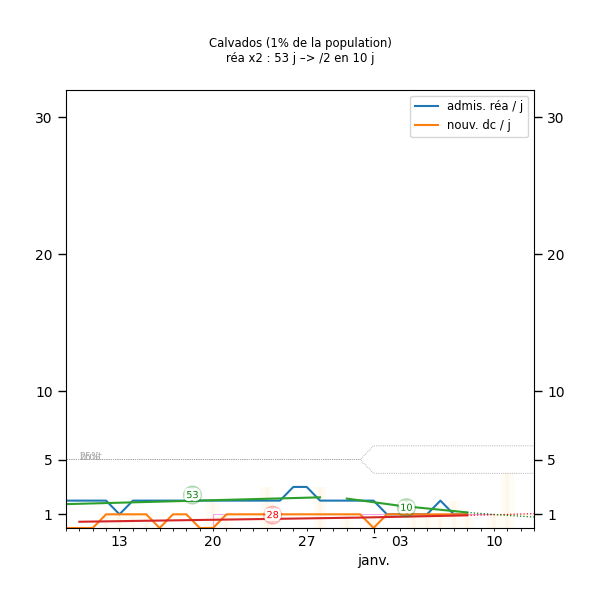 Calvados (1% de la population)
réa x2 : 53 j –> /2 en 10 j
admis. réa / j
nouv. dc / j
30 30
20 20
10 10
5 5
1 1
53
28
10
13 20 27 - 03 10
janv.